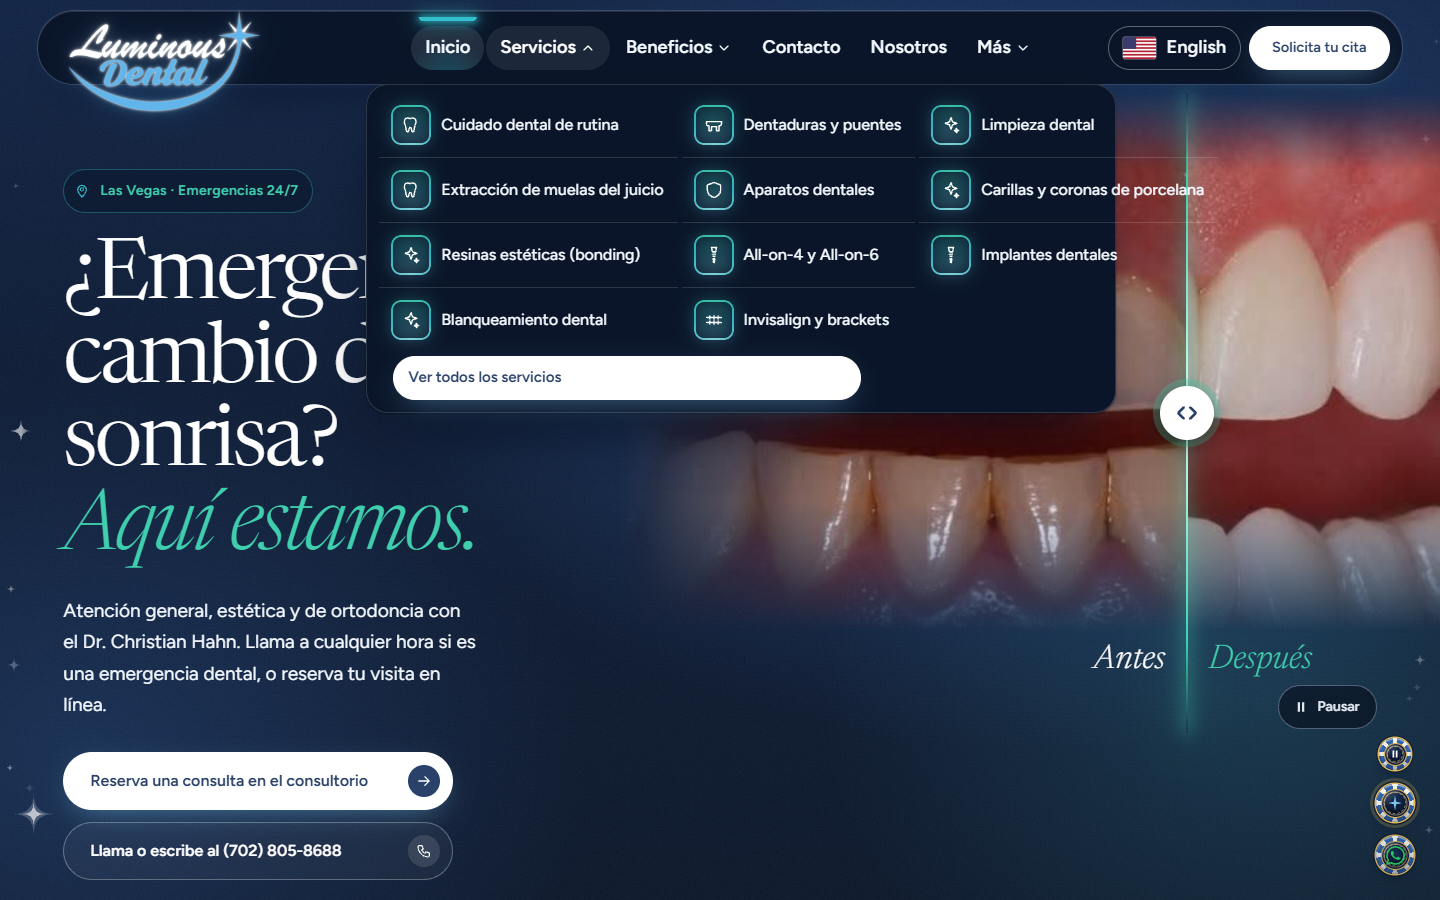 Luminous
Dental
Inicio
Servicios
Beneficios
Contacto
Nosotros
Más
English
Solicita tu cita
Cuidado dental de rutina
Dentaduras y puentes
Limpieza dental
Extracción de muelas del juicio
Aparatos dentales
Carillas y coronas de porcelana
Resinas estéticas (bonding)
All-on-4 y All-on-6
Implantes dentales
Blanqueamiento dental
Invisalign y brackets
Ver todos los servicios
Las Vegas · Emergencias 24/7
cambio
sonrisa?
Aquí estamos.
Atención general, estética y de ortodoncia con
el Dr. Christian Hahn. Llama a cualquier hora si es
una emergencia dental, o reserva tu visita en
línea.
Reserva una consulta en el consultorio
Llama o escribe al (702) 805-8688
Antes
Después
Pausar